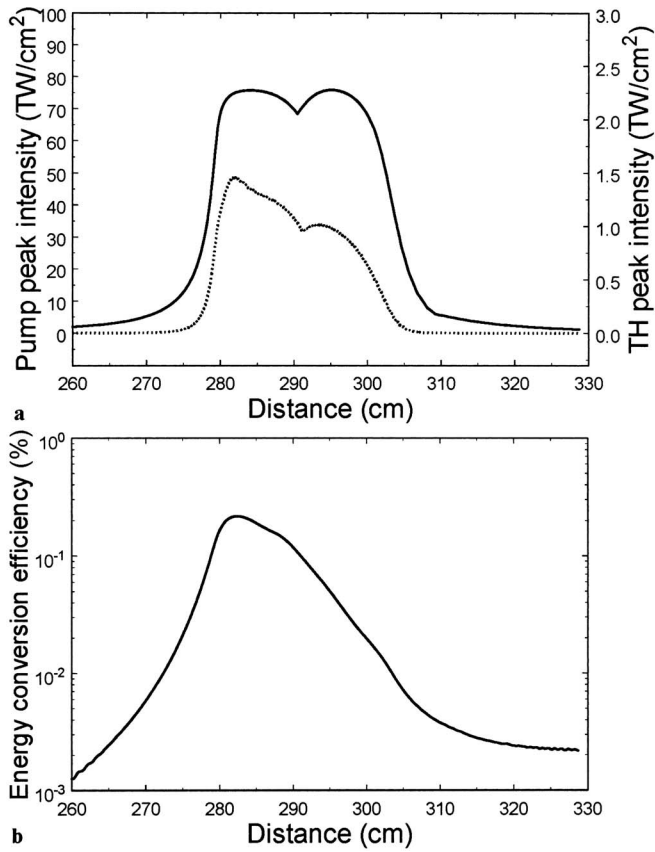 Pump peak intensity (TW/cm²)
100
90
80
70
60
50
40
30
20
10
0
3.0
2.5
2.0
1.5
1.0
0.5
0.0
TH peak intensity (TW/cm²)
260 270 280 290 300 310 320 330
Distance (cm)
a
Energy conversion efficiency (%)
10⁰
10⁻¹
10⁻²
10⁻³
260 270 280 290 300 310 320 330
Distance (cm)
b